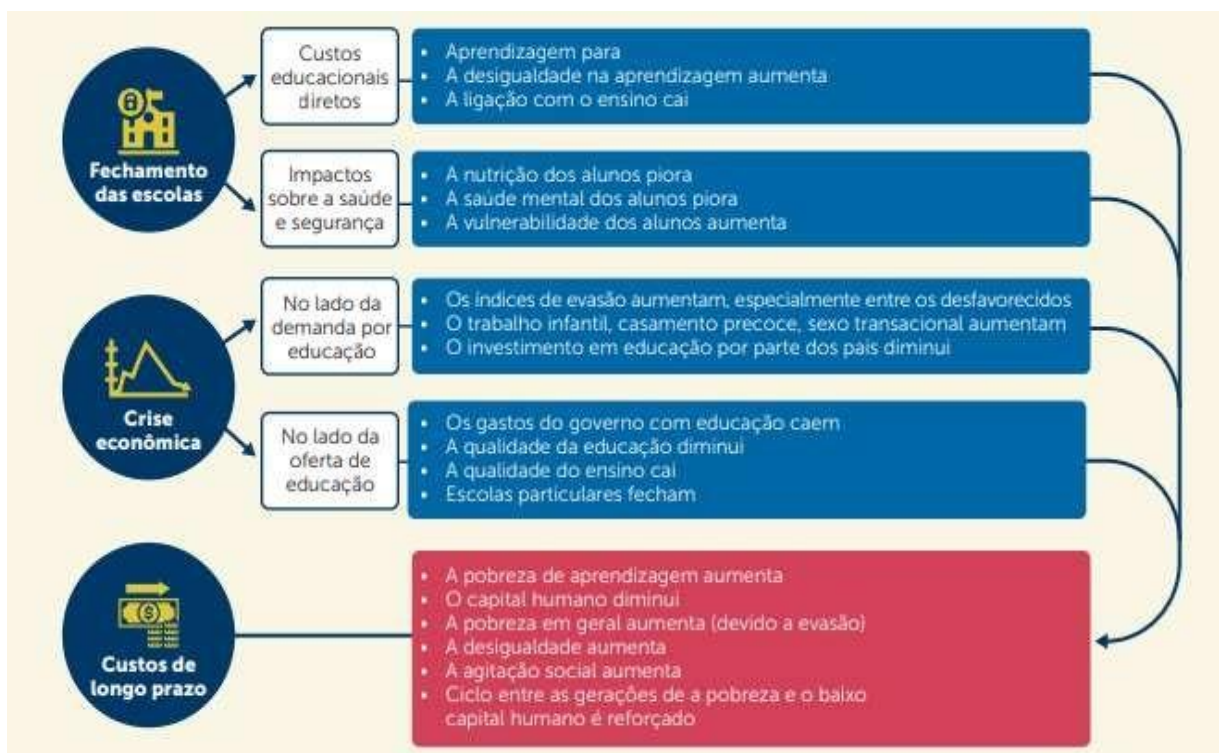 Fechamento
das escolas
Custos
educacionais
diretos
• Aprendizagem para
• A desigualdade na aprendizagem aumenta
• A ligação com o ensino cai
Impactos
sobre a saúde
e segurança
• A nutrição dos alunos piora
• A saúde mental dos alunos piora
• A vulnerabilidade dos alunos aumenta
Crise
econômica
No lado da
demanda por
educação
• Os índices de evasão aumentam, especialmente entre os desfavorecidos
• O trabalho infantil, casamento precoce, sexo transacional aumentam
• O investimento em educação por parte dos pais diminui
No lado da
oferta de
educação
• Os gastos do governo com educação caem
• A qualidade da educação diminui
• A qualidade do ensino cai
• Escolas particulares fecham
Custos de
longo prazo
• A pobreza de aprendizagem aumenta
• O capital humano diminui
• A pobreza em geral aumenta (devido a evasão)
• A desigualdade aumenta
• A agitação social aumenta
• Ciclo entre as gerações de a pobreza e o baixo
capital humano é reforçado